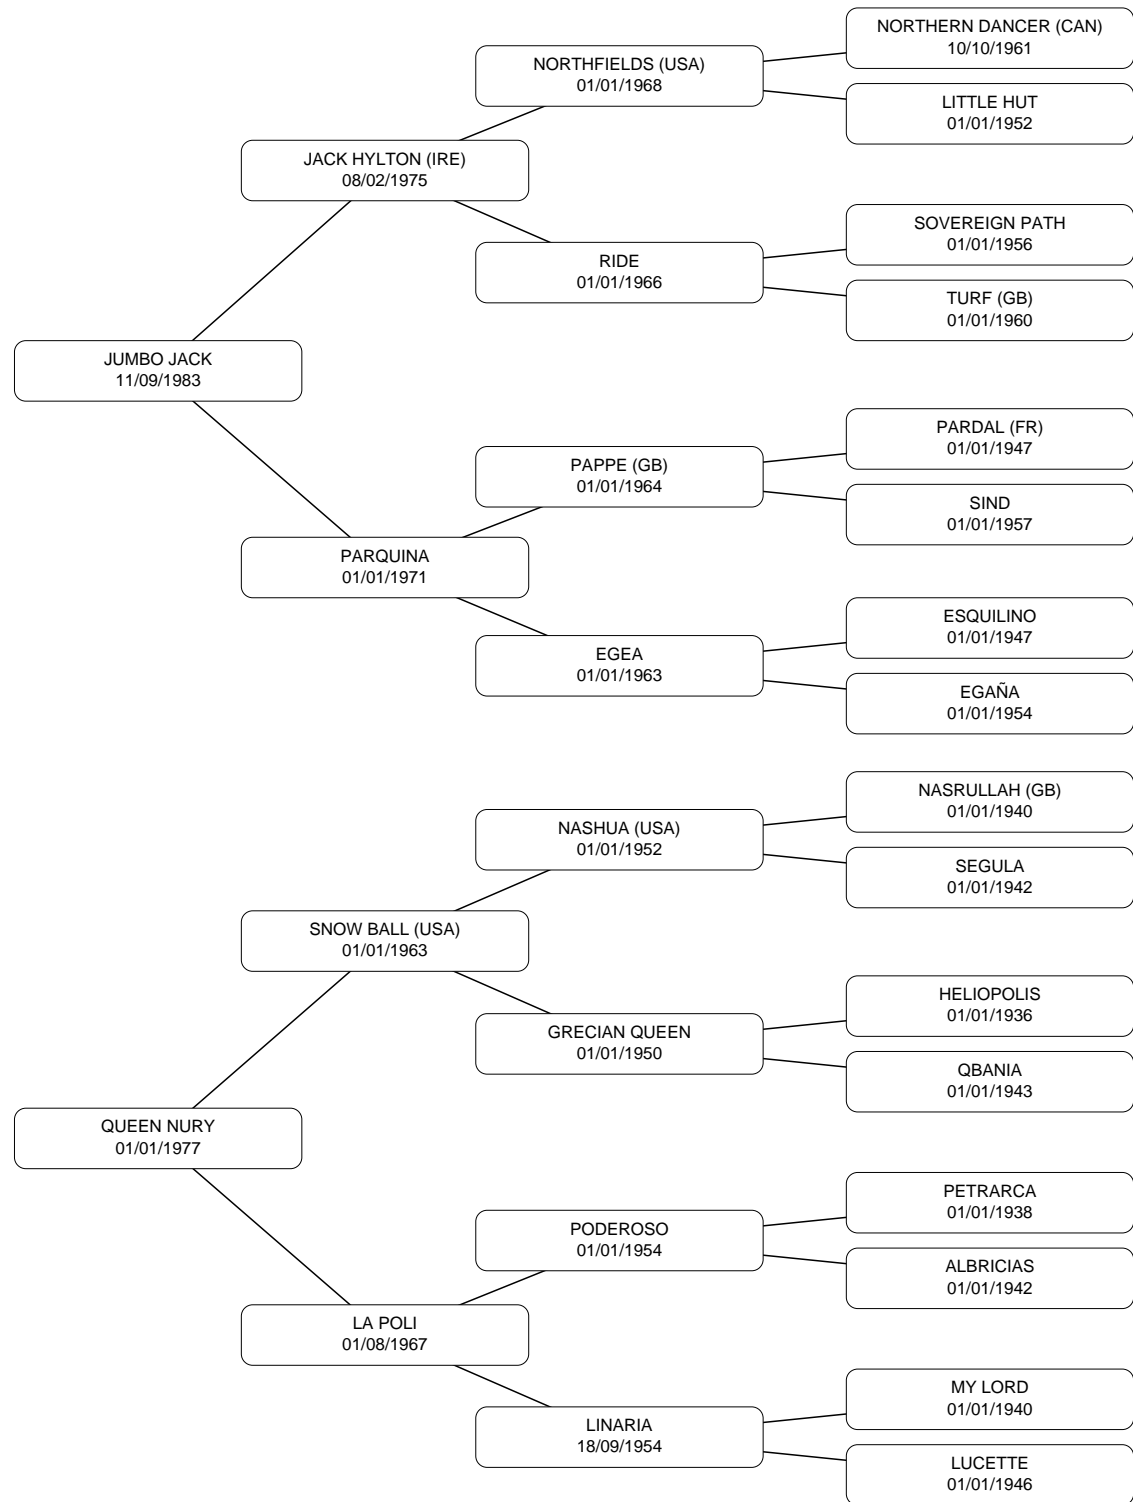 NORTHERN DANCER (CAN)
10/10/1961
NORTHFIELDS (USA)
01/01/1968
LITTLE HUT
01/01/1952
JACK HYLTON (IRE)
08/02/1975
SOVEREIGN PATH
01/01/1956
RIDE
01/01/1966
TURF (GB)
01/01/1960
JUMBO JACK
11/09/1983
PARDAL (FR)
01/01/1947
PAPPE (GB)
01/01/1964
SIND
01/01/1957
PARQUINA
01/01/1971
ESQUILINO
01/01/1947
EGEA
01/01/1963
EGAÑA
01/01/1954
NASRULLAH (GB)
01/01/1940
NASHUA (USA)
01/01/1952
SEGULA
01/01/1942
SNOW BALL (USA)
01/01/1963
HELIOPOLIS
01/01/1936
GRECIAN QUEEN
01/01/1950
QBANIA
01/01/1943
QUEEN NURY
01/01/1977
PETRARCA
01/01/1938
PODEROSO
01/01/1954
ALBRICIAS
01/01/1942
LA POLI
01/08/1967
MY LORD
01/01/1940
LINARIA
18/09/1954
LUCETTE
01/01/1946